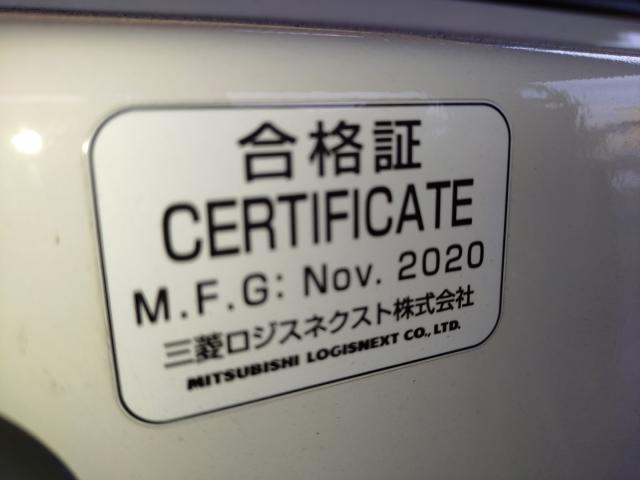 合格証
CERTIFICATE
M.F.G: Nov. 2020
三菱ロジスネクスト株式会社
MITSUBISHI LOGISNEXT CO., LTD.